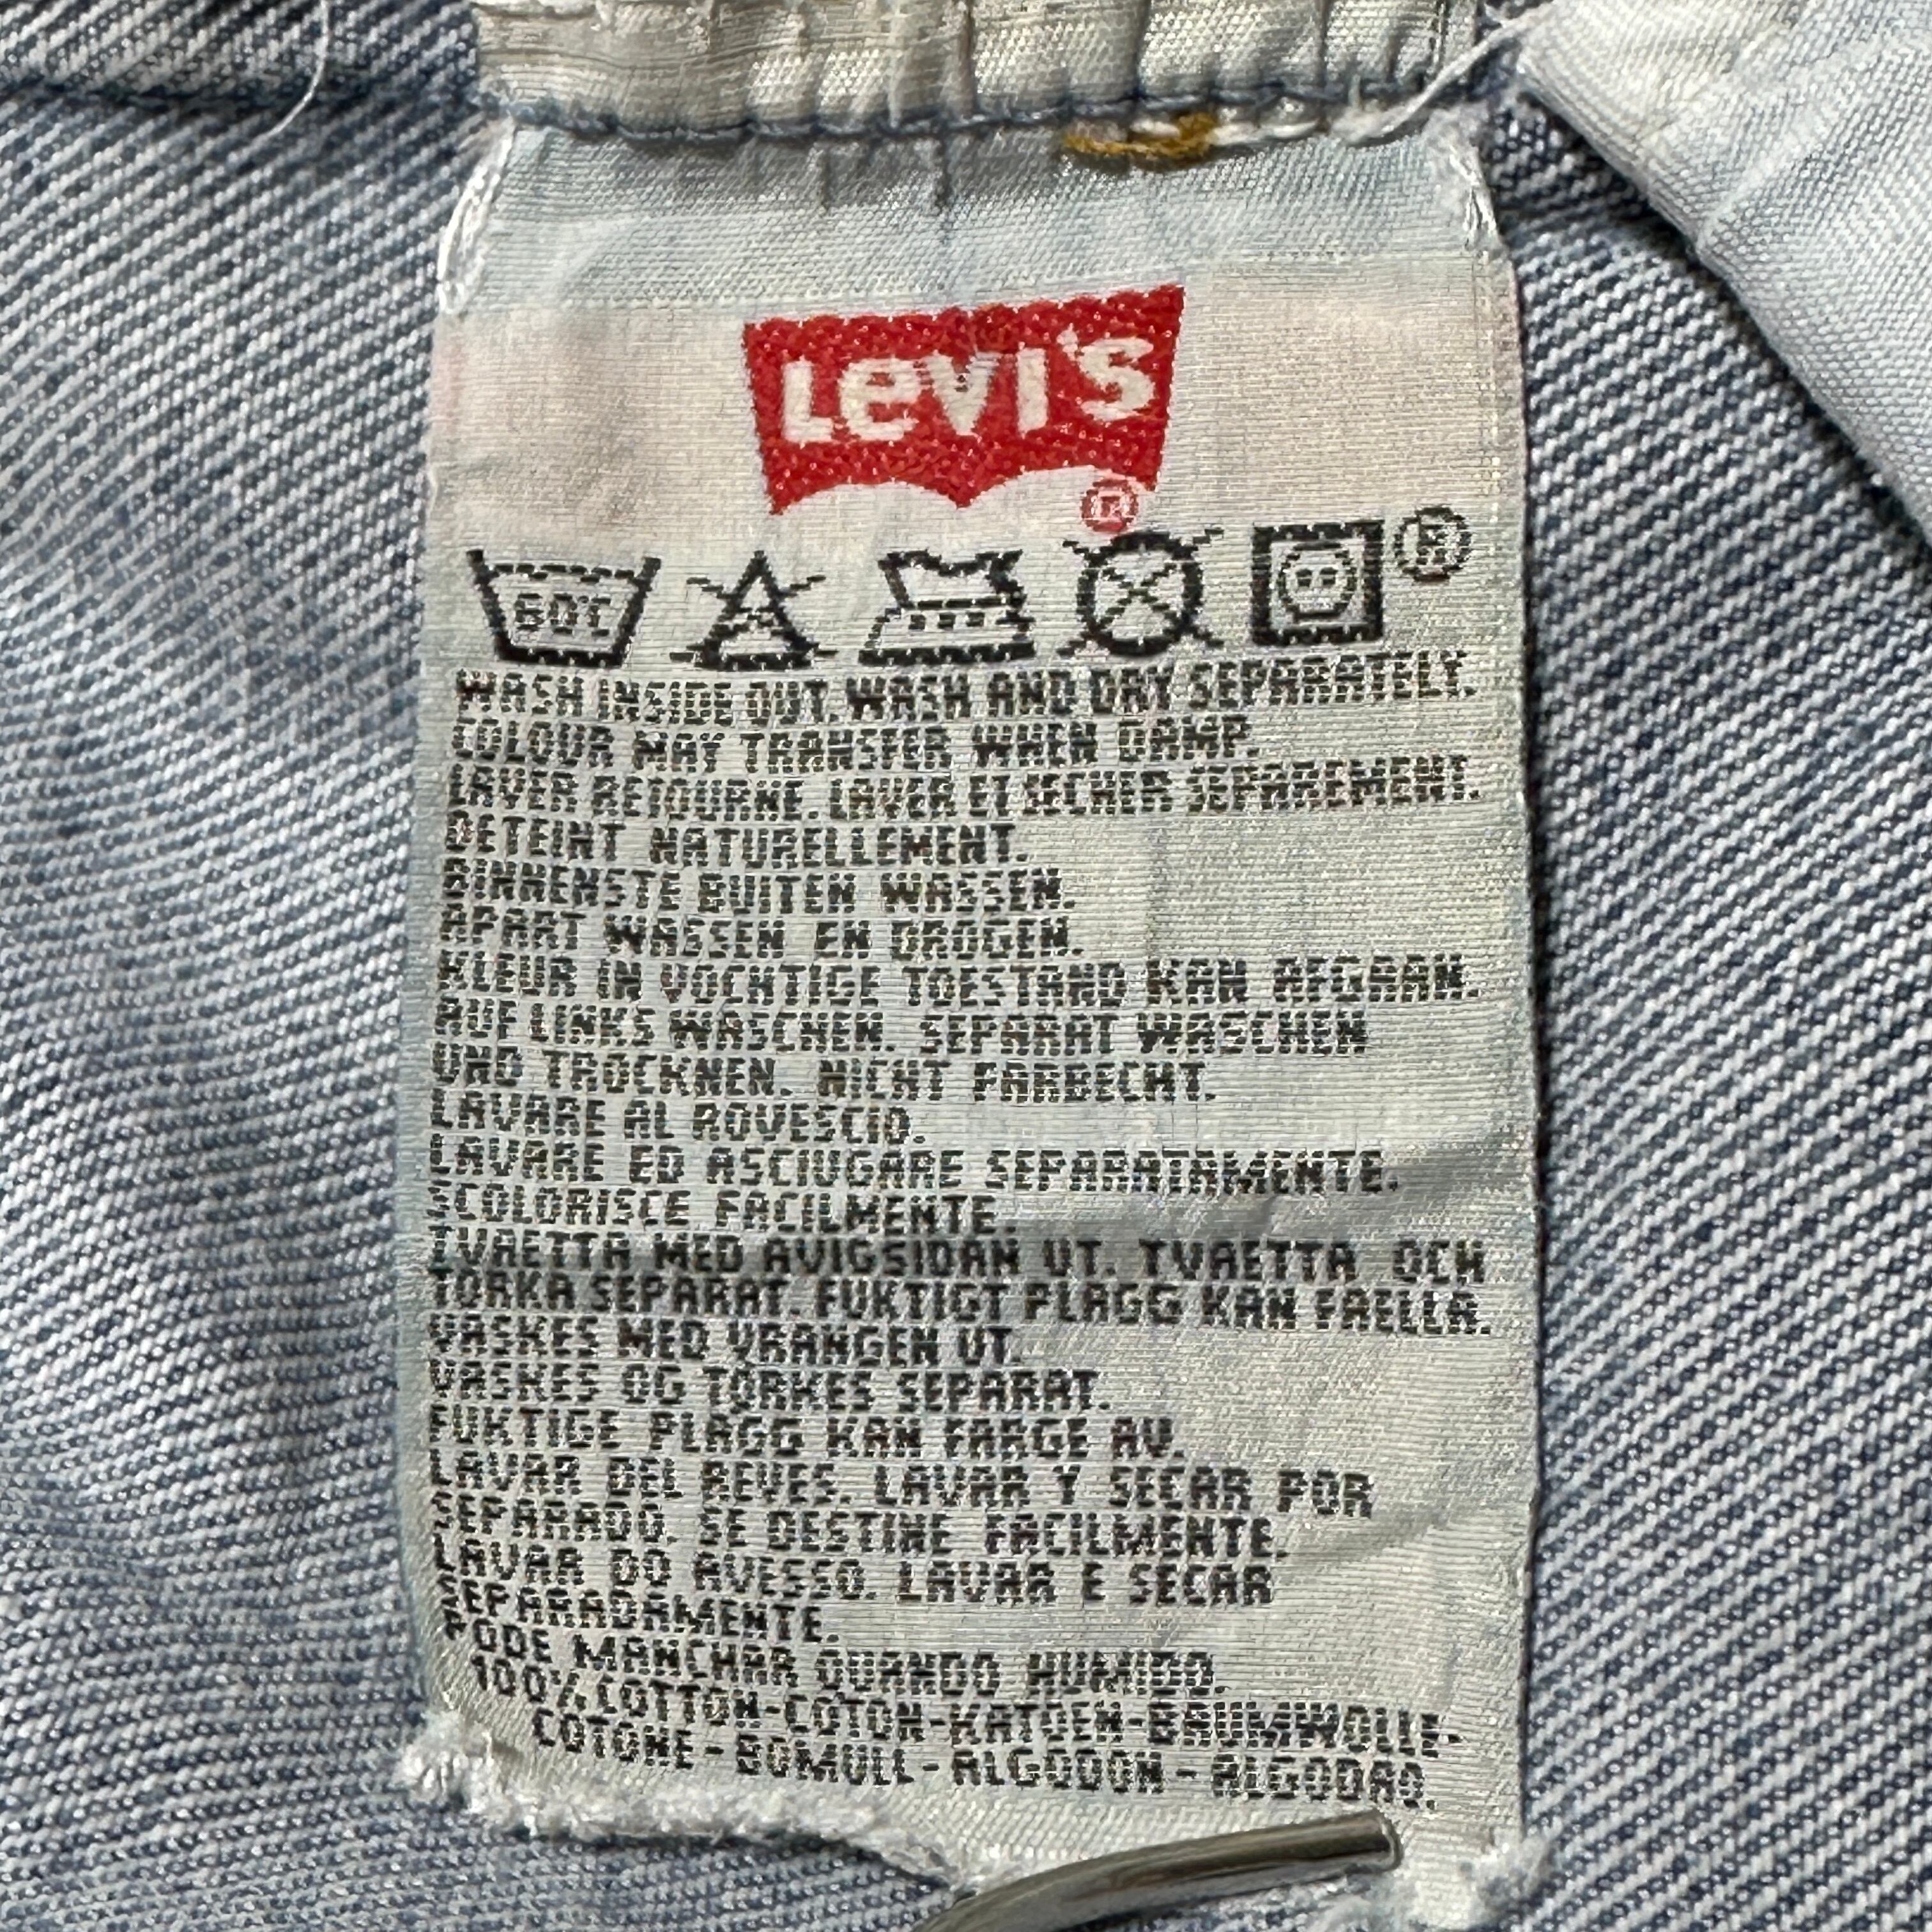 LEVI'S
®
60°C
®
WASH INSIDE OUT. WASH AND DRY SEPARATELY.
COLOUR MAY TRANSFER WHEN DAMP.
LAVER RETOURNE. LAVER ET SECHER SEPAREMENT.
DETEINT NATURELLEMENT.
BINNENSTE BUITEN WASSEN.
APART WASSEN EN DROGEN.
KLEUR IN VOCHTIGE TOESTAND KAN AFGAAN.
AUF LINKS WASCHEN. SEPARAT WASCHEN
UND TROCKNEN. NICHT FARBECHT.
LAVARE AL ROVESCIO.
LAVARE ED ASCIUGARE SEPARATAMENTE.
SCOLORISCE FACILMENTE.
TVAETTA MED AVIGSIDAN UT. TVAETTA OCH
TORKA SEPARAT. FUKTIGT PLAGG KAN FAELLA.
VASKES MED VRANGEN UT.
VASKES OG TORKES SEPARAT.
FUKTIGE PLAGG KAN FARGE AV.
LAVAR DEL REVES. LAVAR Y SECAR POR
SEPARADO. SE DESTINE FACILMENTE.
LAVAR DO AVESSO. LAVAR E SECAR
SEPARADAMENTE.
PODE MANCHAR QUANDO HUMIDO.
100% COTTON-COTON-KATOEN-BAUMWOLLE-
COTONE-BOMULL-ALGODON-ALGODAO.